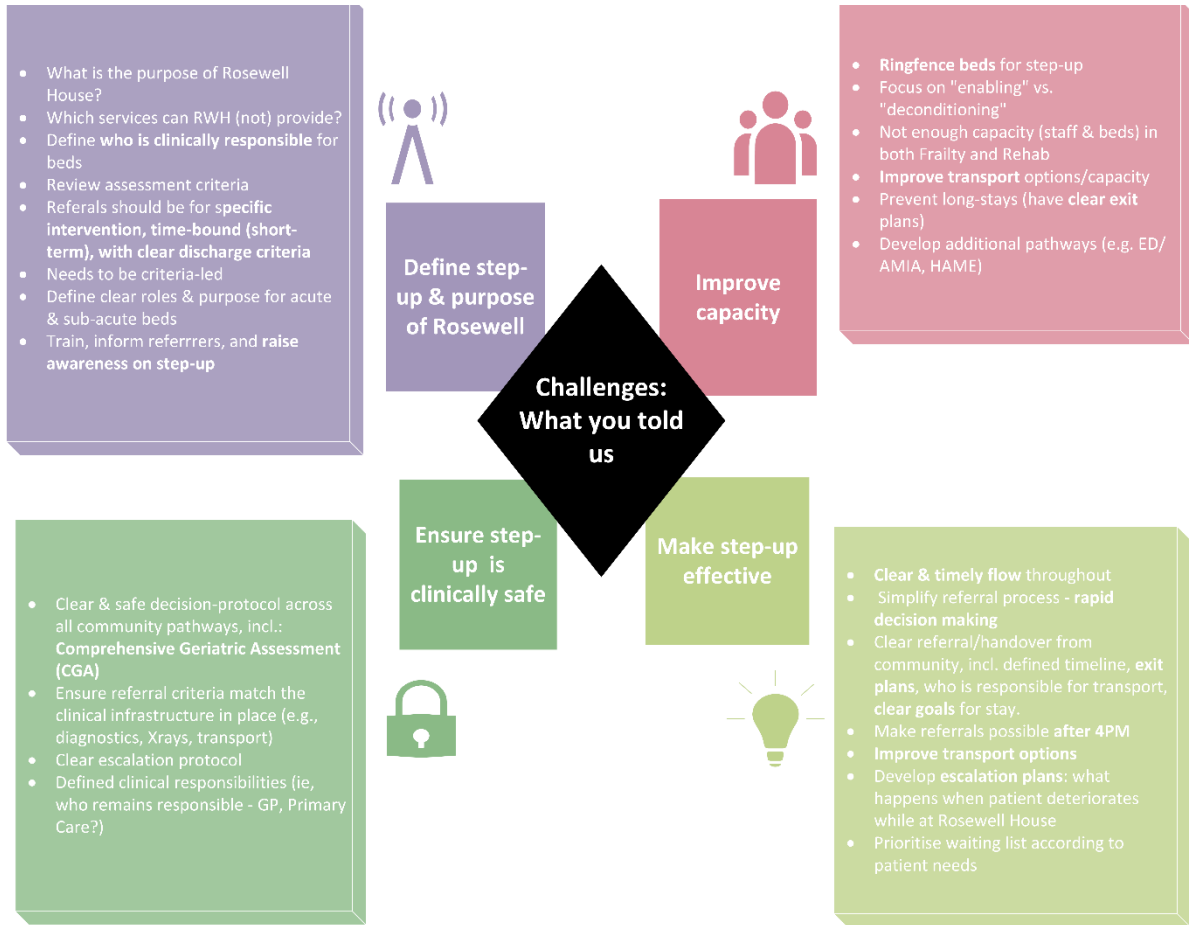 • What is the purpose of Rosewell
House?
• Which services can RWH (not) provide?
• Define who is clinically responsible for
beds
• Review assessment criteria
• Referals should be for specific
intervention, time-bound (short-
term), with clear discharge criteria
• Needs to be criteria-led
• Define clear roles & purpose for acute
& sub-acute beds
• Train, inform referrrers, and raise
awareness on step-up
Define step-
up & purpose
of Rosewell
Improve
capacity
• Ringfence beds for step-up
• Focus on "enabling" vs.
"deconditioning"
• Not enough capacity (staff & beds) in
both Frailty and Rehab
• Improve transport options/capacity
• Prevent long-stays (have clear exit
plans)
• Develop additional pathways (e.g. ED/
AMIA, HAME)
Challenges:
What you told
us
Ensure step-
up is
clinically safe
Make step-up
effective
• Clear & safe decision-protocol across
all community pathways, incl.:
Comprehensive Geriatric Assessment
(CGA)
• Ensure referral criteria match the
clinical infrastructure in place (e.g.,
diagnostics, Xrays, transport)
• Clear escalation protocol
• Defined clinical responsibilities (ie,
who remains responsible - GP, Primary
Care?)
• Clear & timely flow throughout
• Simplify referral process - rapid
decision making
• Clear referral/handover from
community, incl. defined timeline, exit
plans, who is responsible for transport,
clear goals for stay.
• Make referrals possible after 4PM
• Improve transport options
• Develop escalation plans: what
happens when patient deteriorates
while at Rosewell House
• Prioritise waiting list according to
patient needs